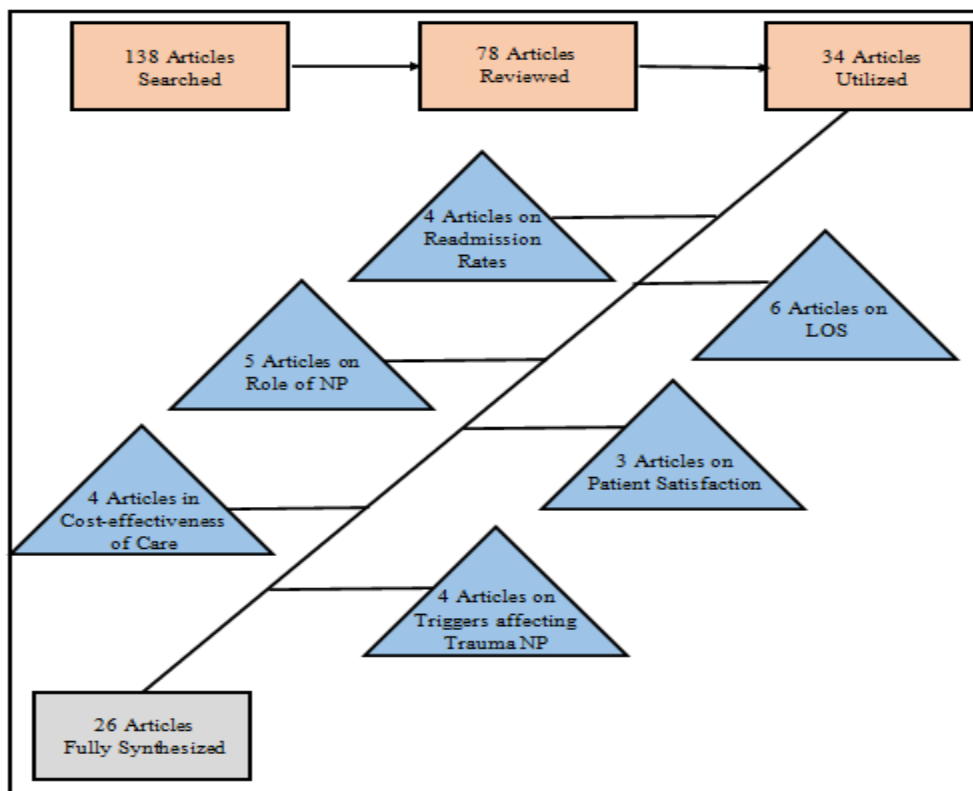 138 Articles
Searched
78 Articles
Reviewed
34 Articles
Utilized
4 Articles on
Readmission
Rates
6 Articles on
LOS
5 Articles on
Role of NP
3 Articles on
Patient Satisfaction
4 Articles in
Cost-effectiveness
of Care
4 Articles on
Triggers affecting
Trauma NP
26 Articles
Fully Synthesized